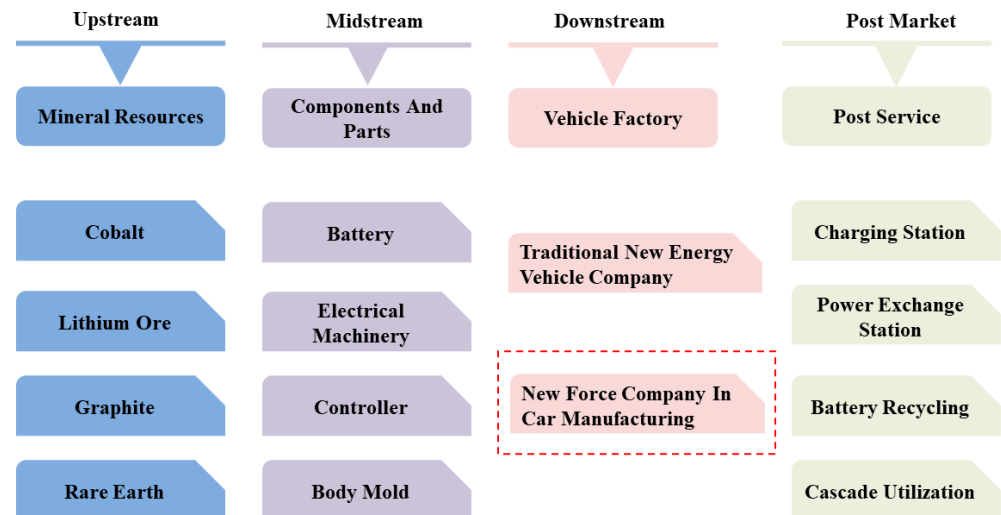 Upstream
Midstream
Downstream
Post Market
Mineral Resources
Components And
Parts
Vehicle Factory
Post Service
Cobalt
Lithium Ore
Graphite
Rare Earth
Battery
Electrical
Machinery
Controller
Body Mold
Traditional New Energy
Vehicle Company
New Force Company In
Car Manufacturing
Charging Station
Power Exchange
Station
Battery Recycling
Cascade Utilization